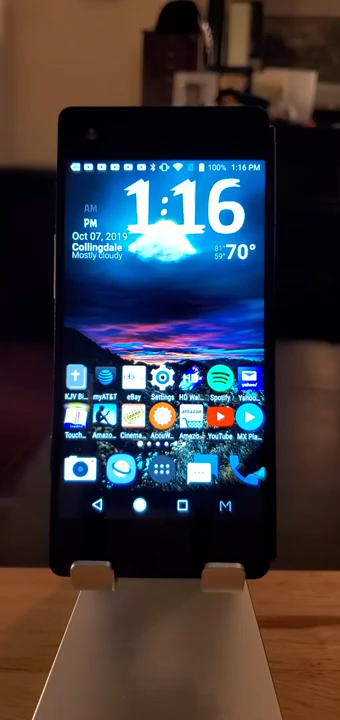 100% 1:16 PM
1:16
AM
PM
Oct 07, 2019
Collingdale
Mostly cloudy
81°
59°
70°
KJV Bi... myAT&T eBay Settings HD Wal... Spotify Yahoo...
Touch... Amazo... Cinema... AccuW... Amazo... YouTube MX Pla...